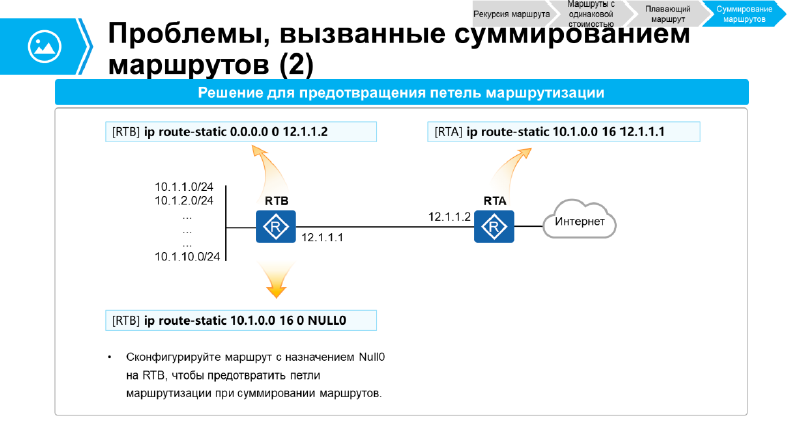 Рекурсия маршрута
Маршруты с
одинаковой
стоимостью
Плавающий
маршрут
Суммирование
маршрутов
Проблемы, вызванные суммированием
маршрутов (2)
Решение для предотвращения петель маршрутизации
[RTB] ip route-static 0.0.0.0 0 12.1.1.2
[RTA] ip route-static 10.1.0.0 16 12.1.1.1
10.1.1.0/24
10.1.2.0/24
...
...
...
10.1.10.0/24
RTB
R
12.1.1.1
RTA
12.1.1.2
R
Интернет
[RTB] ip route-static 10.1.0.0 16 0 NULL0
• Сконфигурируйте маршрут с назначением Null0
на RTB, чтобы предотвратить петли
маршрутизации при суммировании маршрутов.